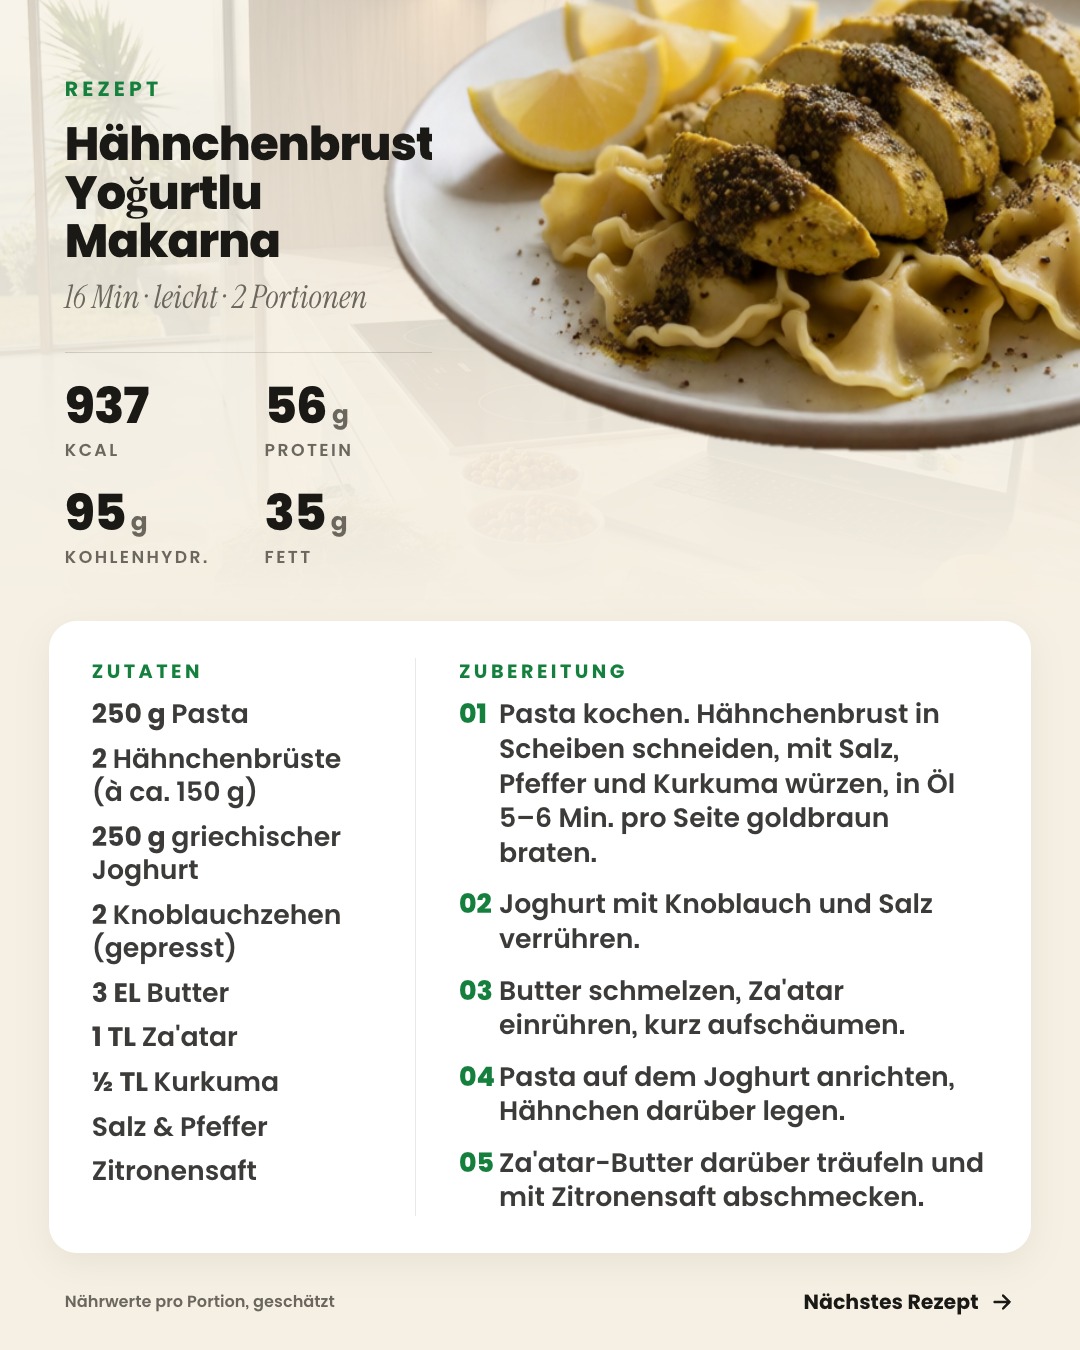 REZEPT
Hähnchenbrust
Yoğurtlu
Makarna
16 Min · leicht · 2 Portionen
937
KCAL
56 g
PROTEIN
95 g
KOHLENHYDR.
35 g
FETT
ZUTATEN
250 g Pasta
2 Hähnchenbrüste
(à ca. 150 g)
250 g griechischer
Joghurt
2 Knoblauchzehen
(gepresst)
3 EL Butter
1 TL Za'atar
½ TL Kurkuma
Salz & Pfeffer
Zitronensaft
ZUBEREITUNG
01 Pasta kochen. Hähnchenbrust in
Scheiben schneiden, mit Salz,
Pfeffer und Kurkuma würzen, in Öl
5–6 Min. pro Seite goldbraun
braten.
02 Joghurt mit Knoblauch und Salz
verrühren.
03 Butter schmelzen, Za'atar
einrühren, kurz aufschäumen.
04 Pasta auf dem Joghurt anrichten,
Hähnchen darüber legen.
05 Za'atar-Butter darüber träufeln und
mit Zitronensaft abschmecken.
Nährwerte pro Portion, geschätzt
Nächstes Rezept →